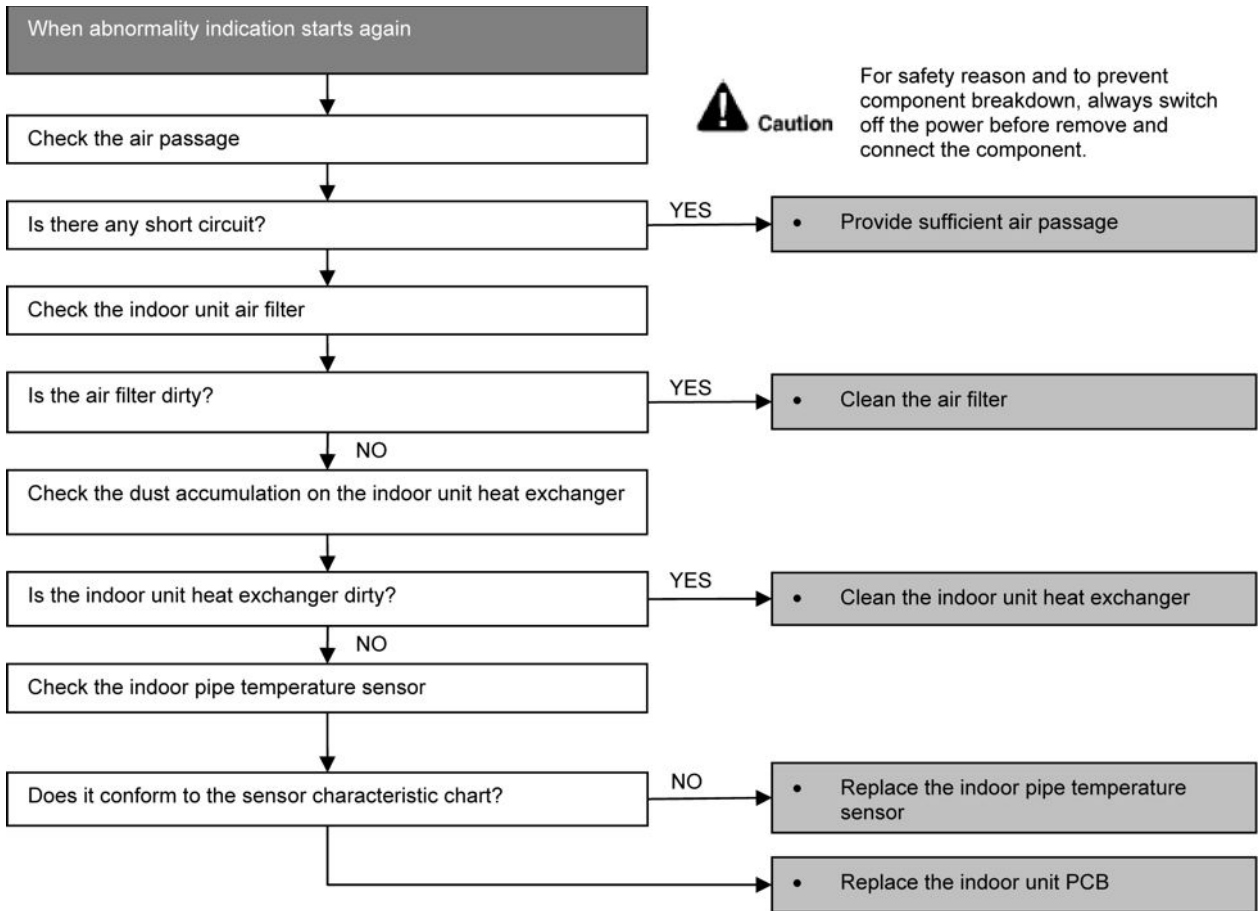 When abnormality indication starts again
Caution
For safety reason and to prevent
component breakdown, always switch
off the power before remove and
connect the component.
Check the air passage
Is there any short circuit?
YES
• Provide sufficient air passage
Check the indoor unit air filter
Is the air filter dirty?
YES
• Clean the air filter
NO
Check the dust accumulation on the indoor unit heat exchanger
Is the indoor unit heat exchanger dirty?
YES
• Clean the indoor unit heat exchanger
NO
Check the indoor pipe temperature sensor
Does it conform to the sensor characteristic chart?
NO
• Replace the indoor pipe temperature
sensor
• Replace the indoor unit PCB